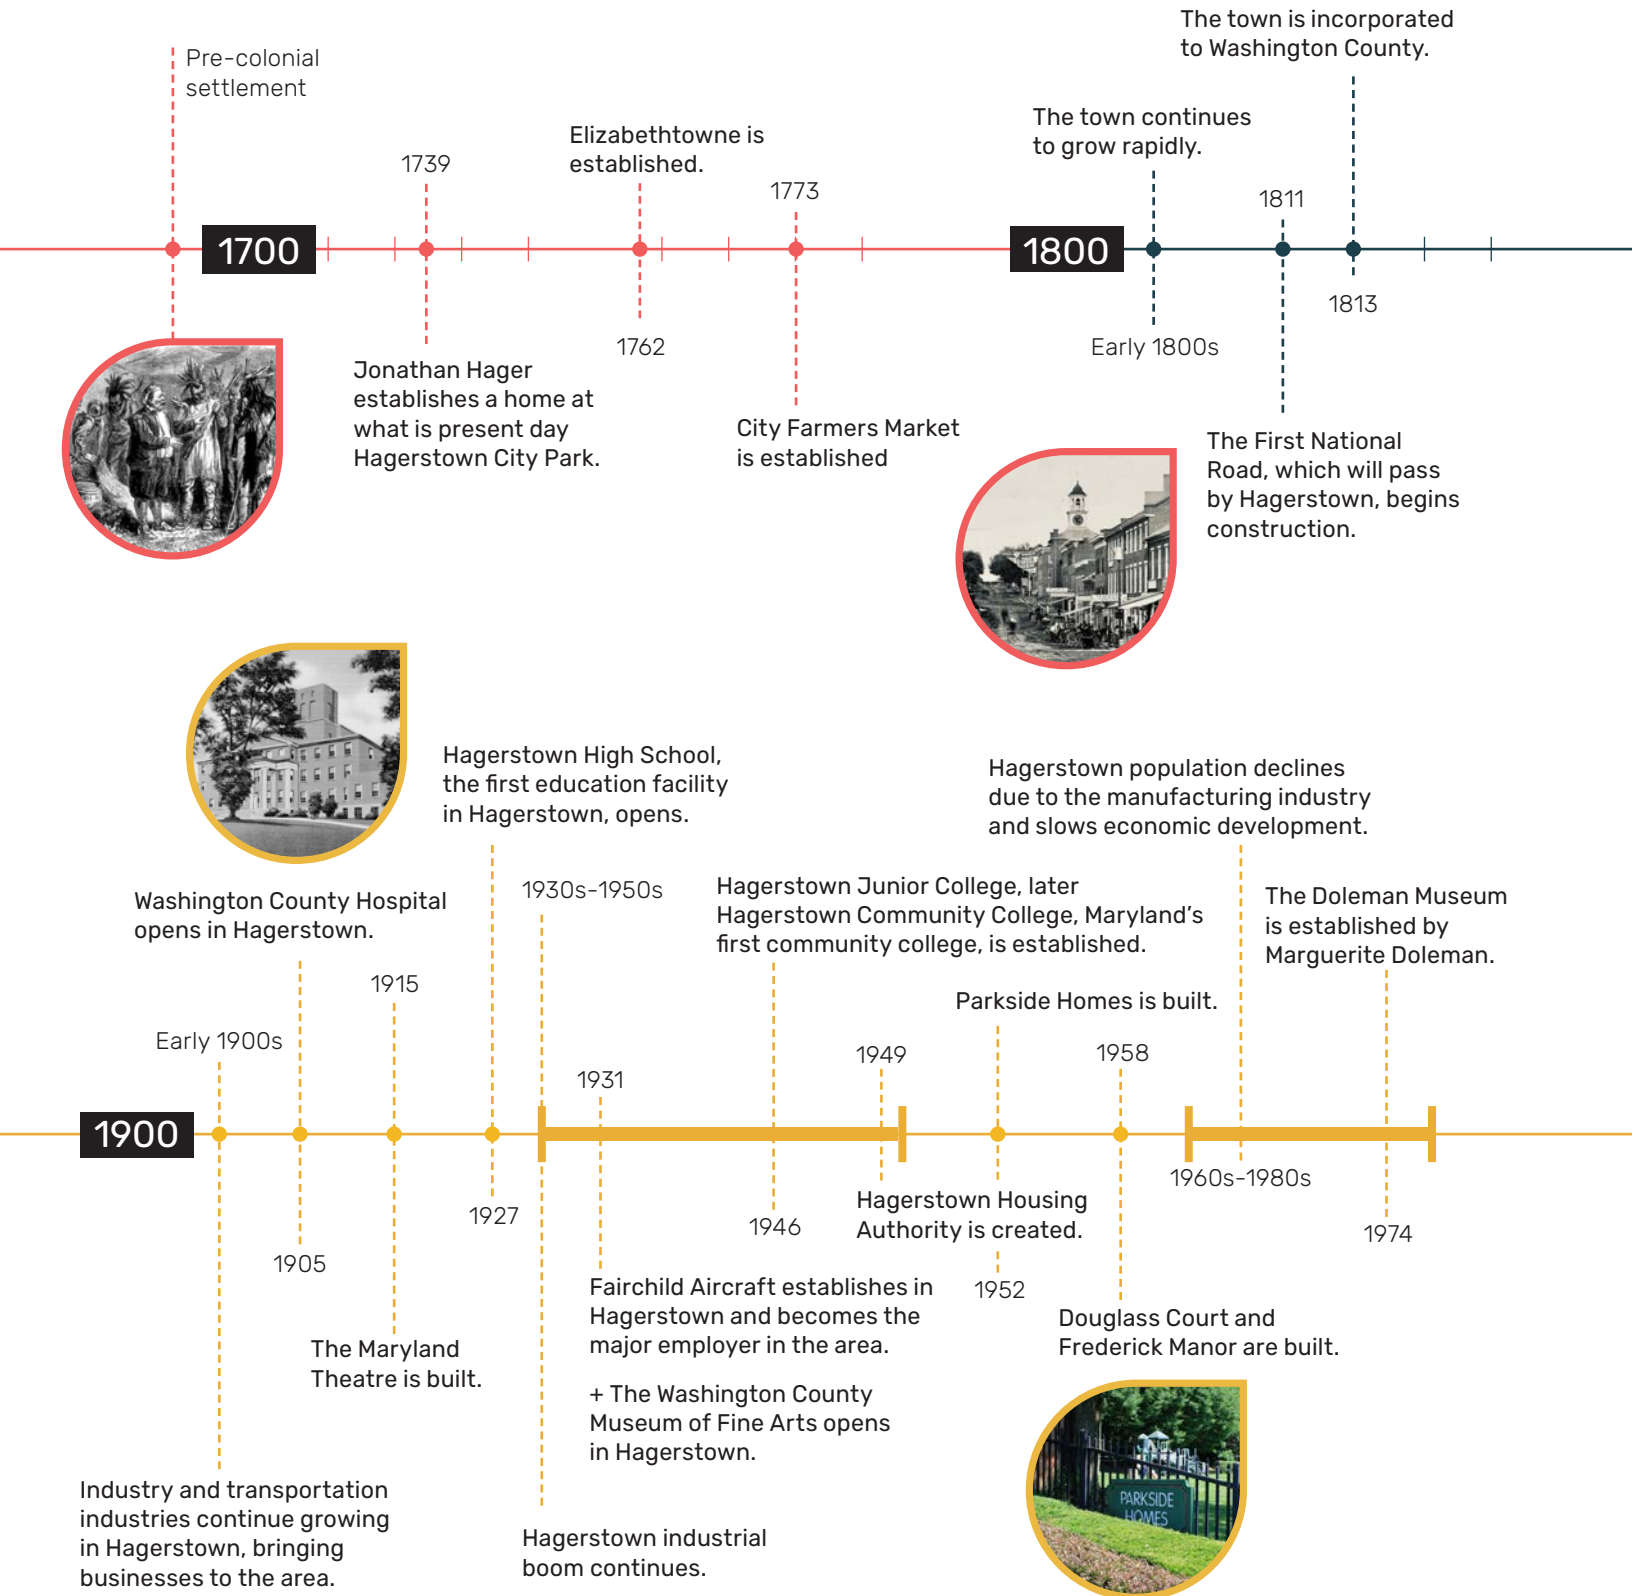 Pre-colonial
settlement
1700
1739
Jonathan Hager
establishes a home at
what is present day
Hagerstown City Park.
Elizabethtowne is
established.
1762
1773
City Farmers Market
is established
1800
The town continues
to grow rapidly.
Early 1800s
1811
The First National
Road, which will pass
by Hagerstown, begins
construction.
The town is incorporated
to Washington County.
1813
1900
Early 1900s
Industry and transportation
industries continue growing
in Hagerstown, bringing
businesses to the area.
Washington County Hospital
opens in Hagerstown.
1905
1915
The Maryland
Theatre is built.
Hagerstown High School,
the first education facility
in Hagerstown, opens.
1927
1930s-1950s
Hagerstown industrial
boom continues.
1931
Fairchild Aircraft establishes in
Hagerstown and becomes the
major employer in the area.
+ The Washington County
Museum of Fine Arts opens
in Hagerstown.
Hagerstown Junior College, later
Hagerstown Community College, Maryland's
first community college, is established.
1946
1949
Hagerstown Housing
Authority is created.
Parkside Homes is built.
1952
1958
Douglass Court and
Frederick Manor are built.
PARKSIDE
HOMES
Hagerstown population declines
due to the manufacturing industry
and slows economic development.
1960s-1980s
The Doleman Museum
is established by
Marguerite Doleman.
1974